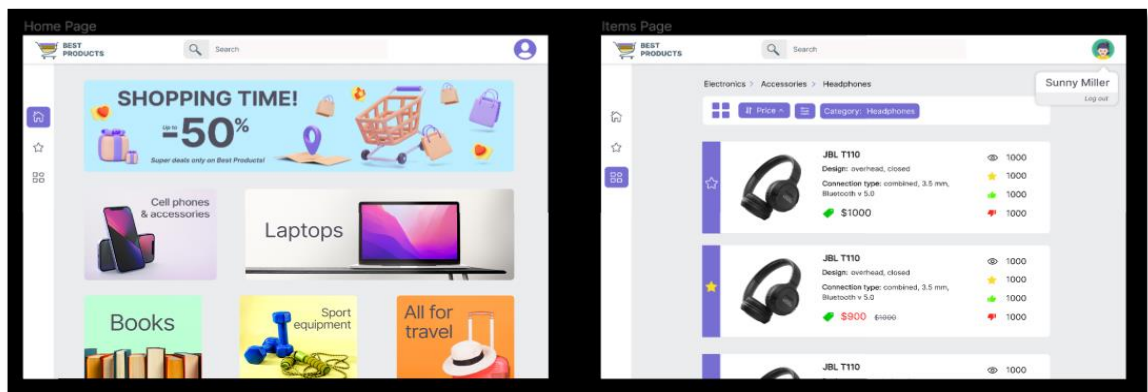 Home Page
BEST
PRODUCTS
Search
SHOPPING TIME!
Up to
-50%
Super deals only on Best Products!
Cell phones
& accessories
Laptops
Books
Sport
equipment
All for
travel
Items Page
BEST
PRODUCTS
Search
Sunny Miller
Log out
Electronics > Accessories > Headphones
Price
Category: Headphones
JBL T110
Design: overhead, closed
Connection type: combined, 3.5 mm,
Bluetooth v 5.0
$1000
1000
1000
1000
1000
JBL T110
Design: overhead, closed
Connection type: combined, 3.5 mm,
Bluetooth v 5.0
$900 $1000
1000
1000
1000
1000
JBL T110
1000